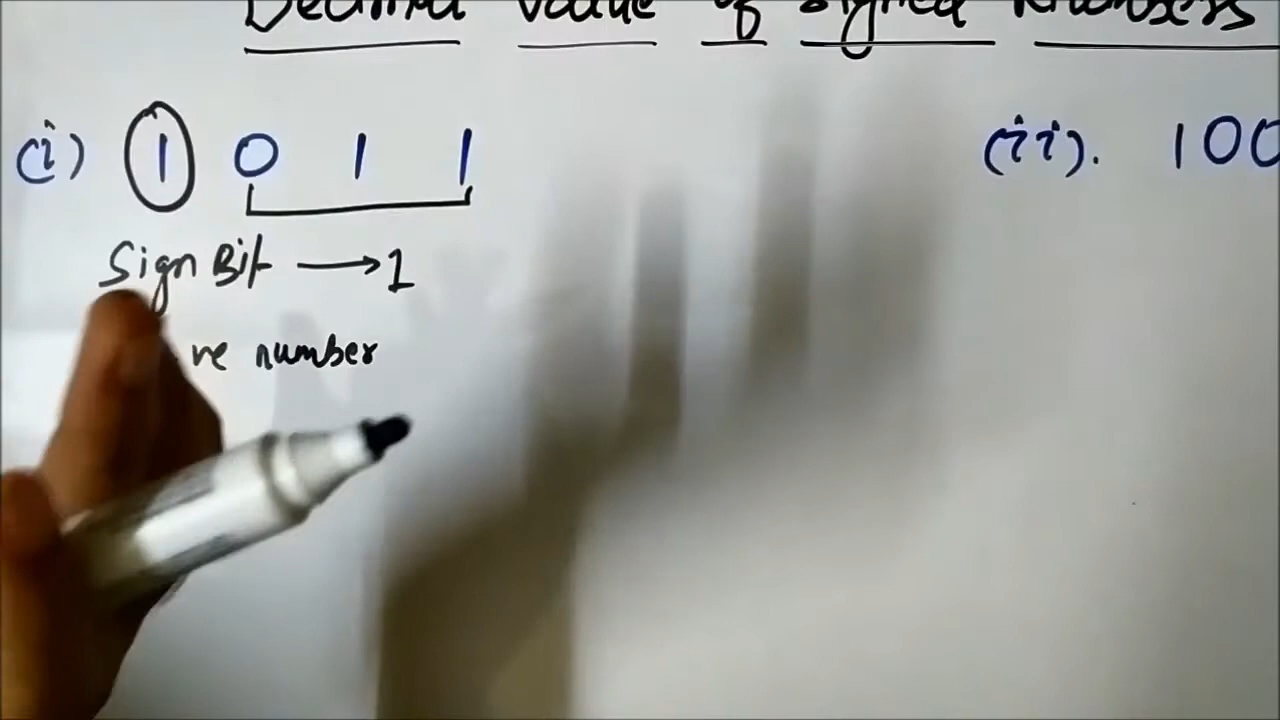 Decimal Value of Signed Numbers
(i) 1 0 1 1
(ii). 100
Sign Bit → 1
ve number